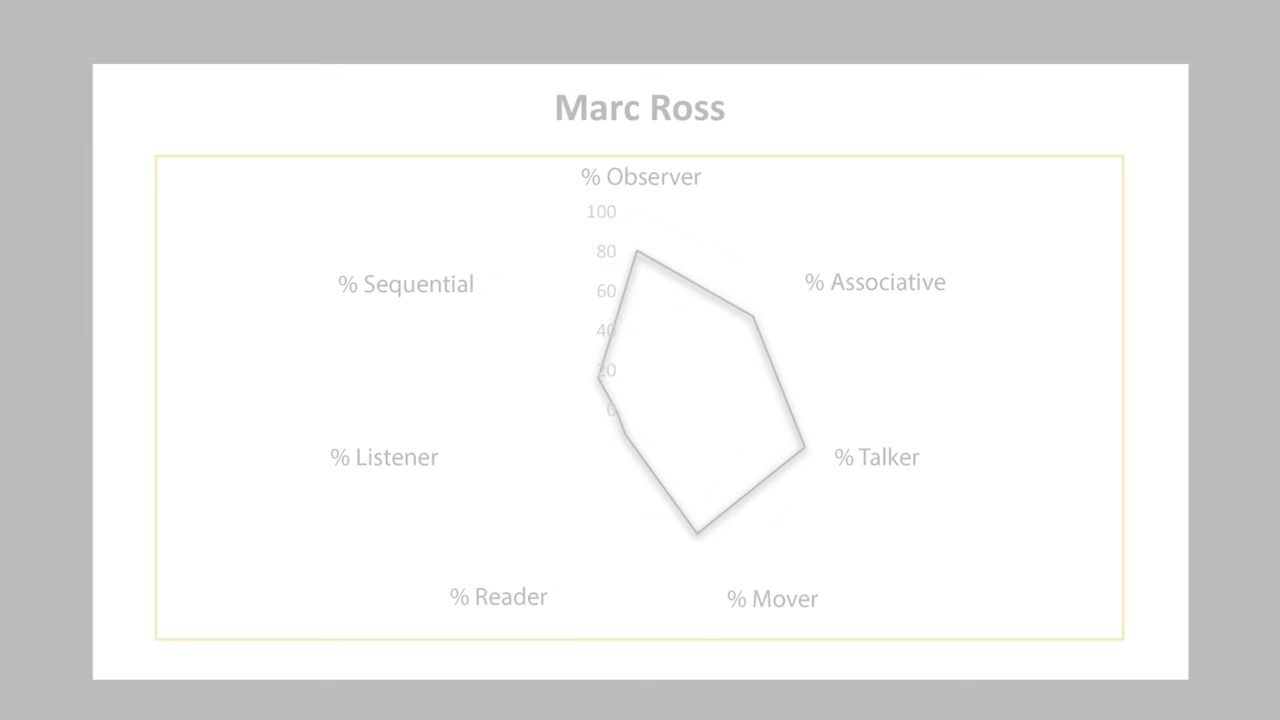 Marc Ross
% Observer
100
80
% Sequential
% Associative
60
40
20
0
% Listener
% Talker
% Reader
% Mover